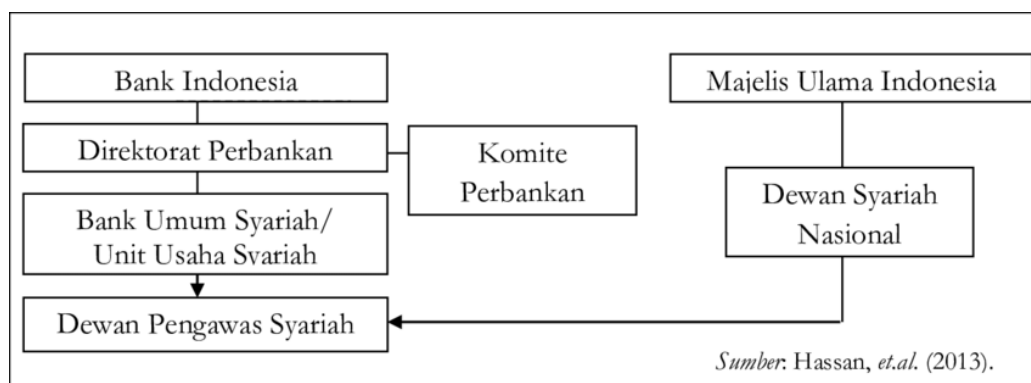 Bank Indonesia
Direktorat Perbankan
Komite
Perbankan
Bank Umum Syariah/
Unit Usaha Syariah
Dewan Pengawas Syariah
Majelis Ulama Indonesia
Dewan Syariah
Nasional
Sumber: Hassan, et.al. (2013).